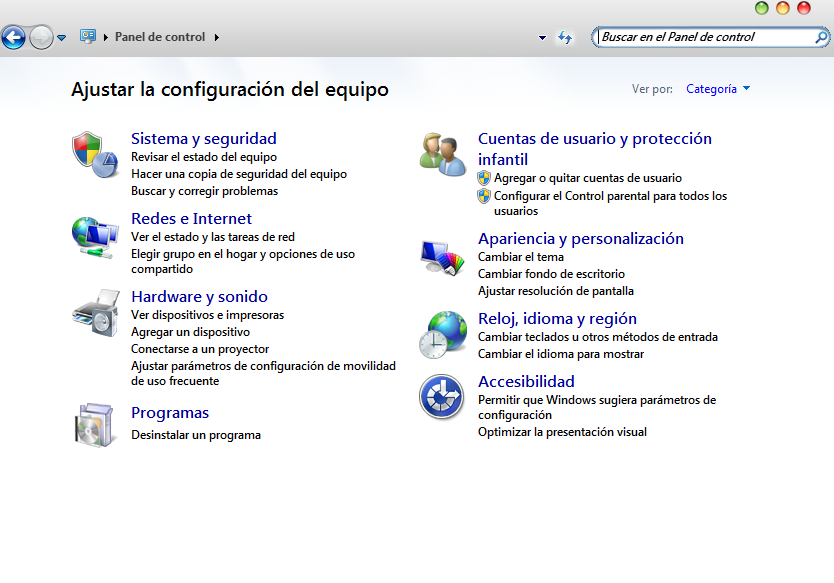 Panel de control
Buscar en el Panel de control
Ajustar la configuración del equipo
Ver por: Categoría
Sistema y seguridad
Revisar el estado del equipo
Hacer una copia de seguridad del equipo
Buscar y corregir problemas
Redes e Internet
Ver el estado y las tareas de red
Elegir grupo en el hogar y opciones de uso
compartido
Hardware y sonido
Ver dispositivos e impresoras
Agregar un dispositivo
Conectarse a un proyector
Ajustar parámetros de configuración de movilidad
de uso frecuente
Programas
Desinstalar un programa
Cuentas de usuario y protección
infantil
Agregar o quitar cuentas de usuario
Configurar el Control parental para todos los
usuarios
Apariencia y personalización
Cambiar el tema
Cambiar fondo de escritorio
Ajustar resolución de pantalla
Reloj, idioma y región
Cambiar teclados u otros métodos de entrada
Cambiar el idioma para mostrar
Accesibilidad
Permitir que Windows sugiera parámetros de
configuración
Optimizar la presentación visual